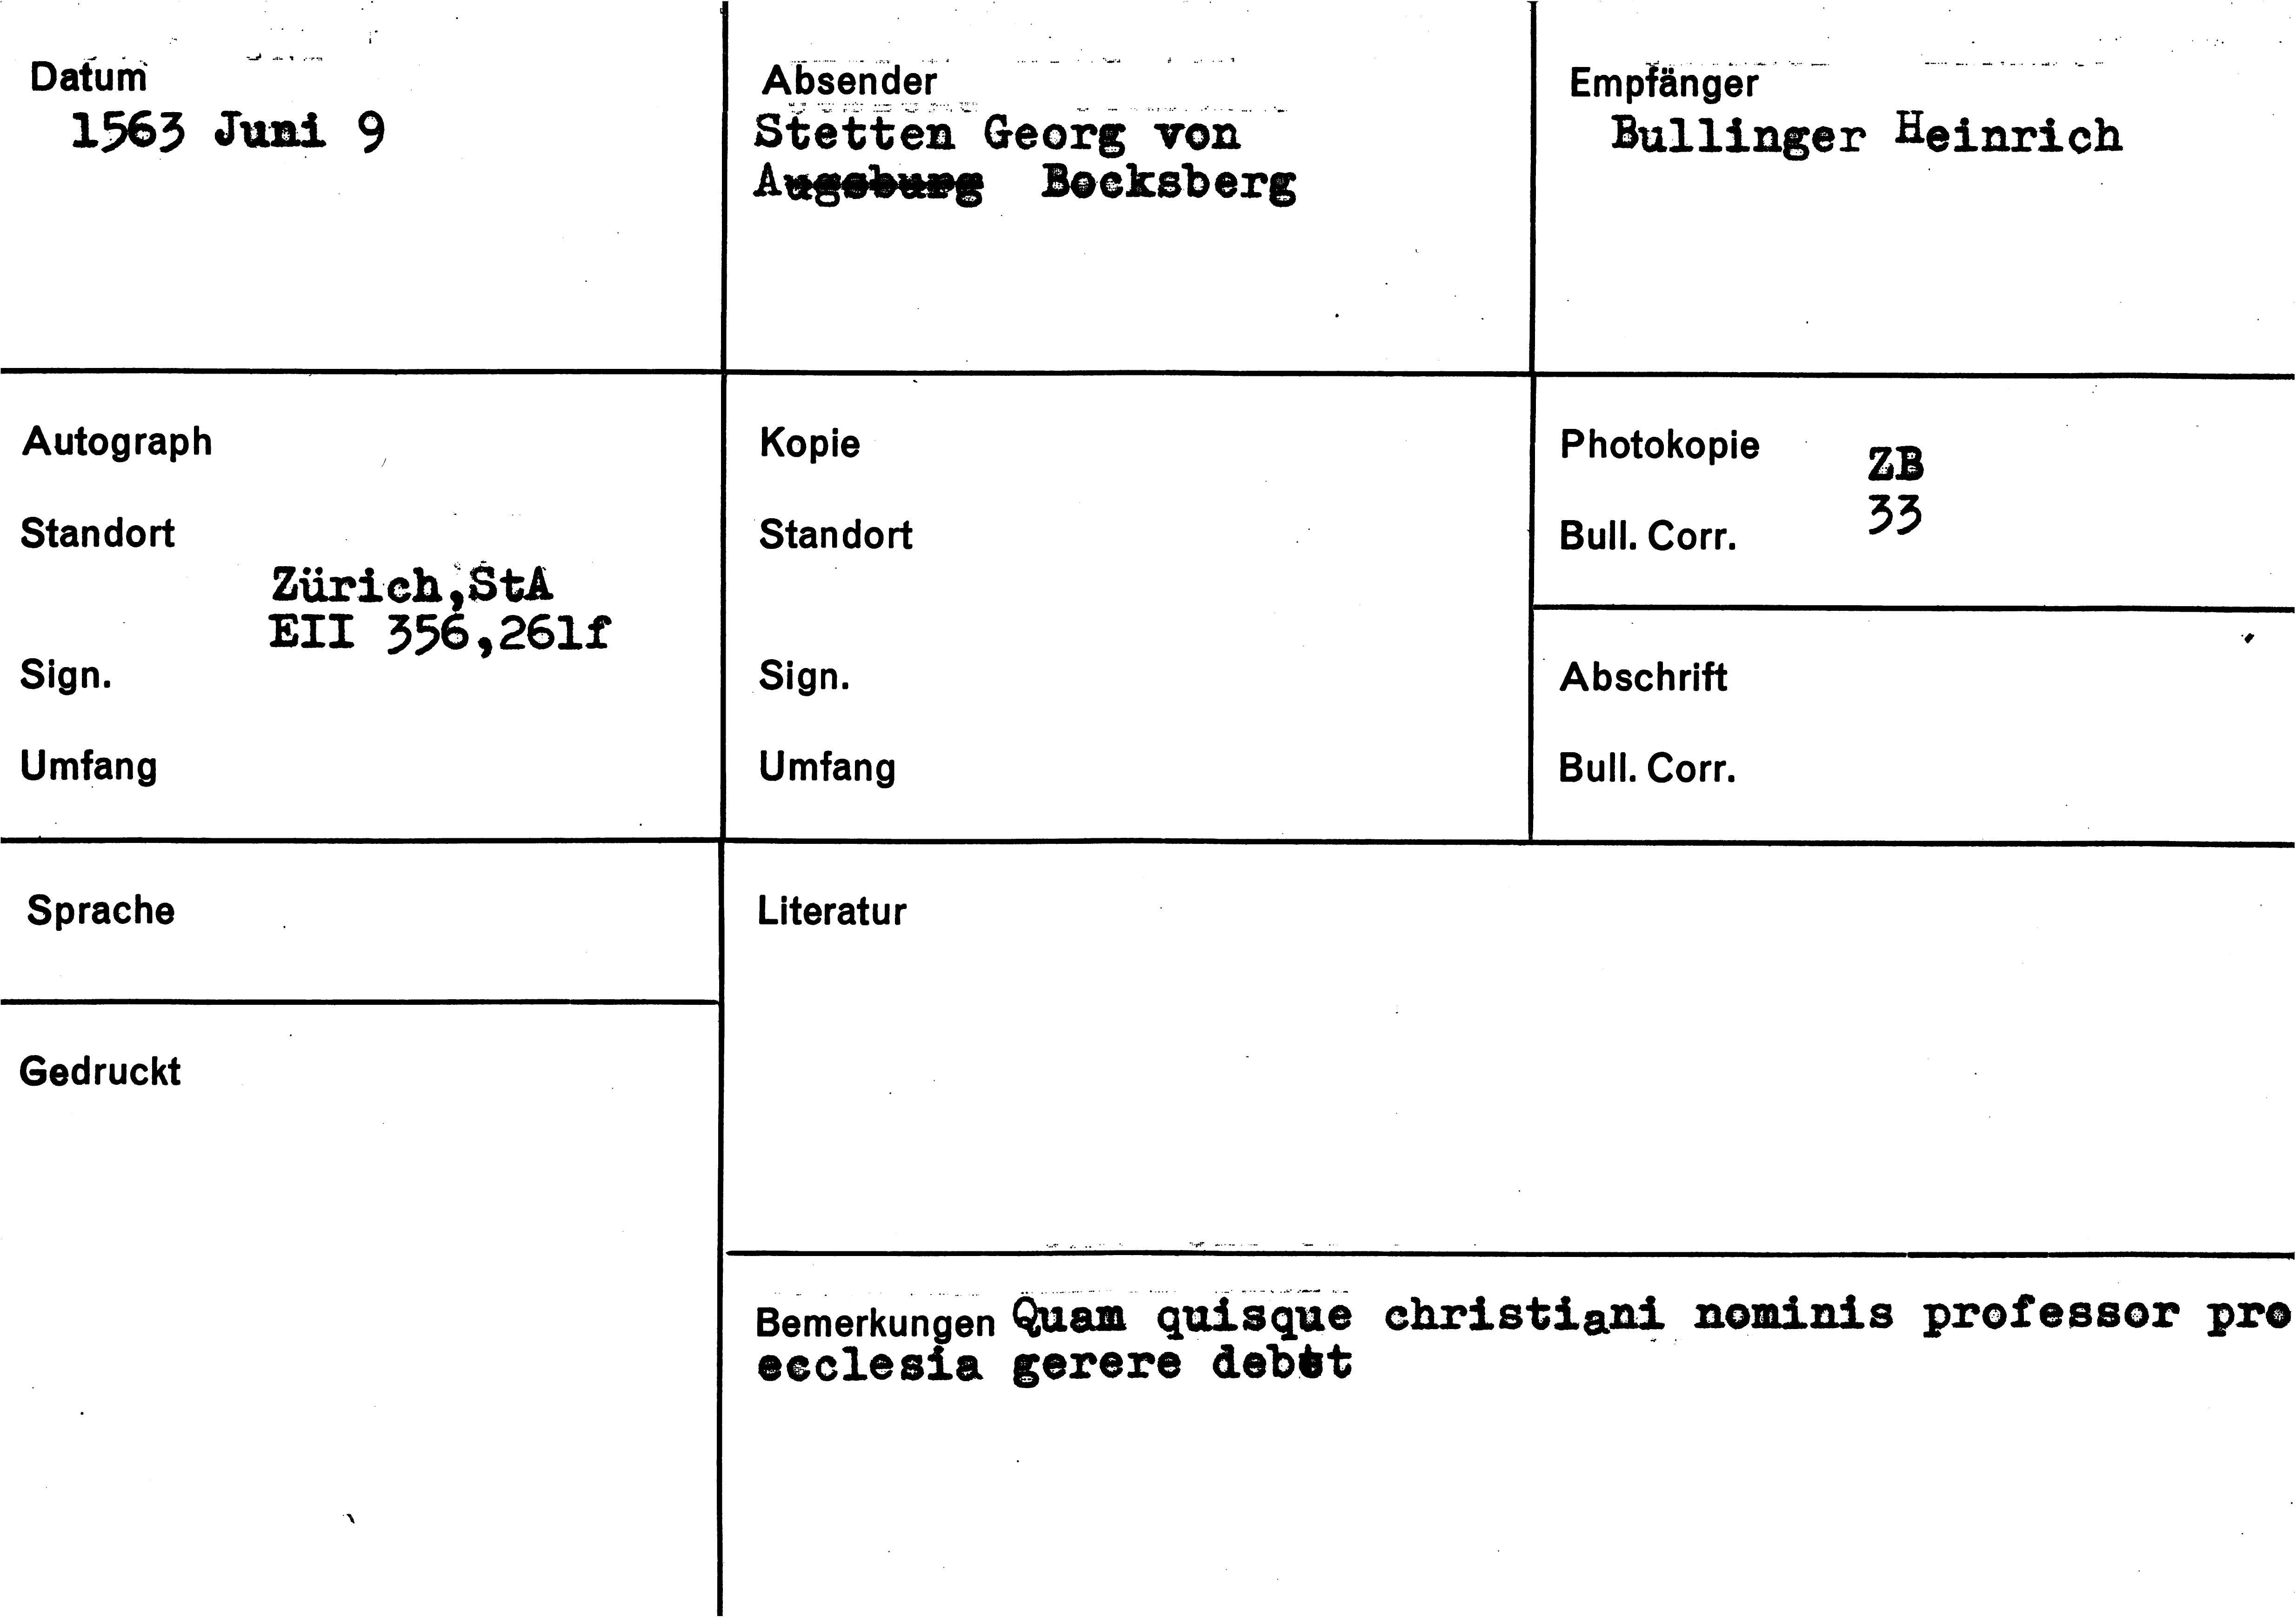 Datum
1563 Juni 9
Absender
Stetten Georg von
Augsburg Bocksberg
Empfänger
Bullinger Heinrich
Autograph
Standort
Zürich,StA
EII 356,261f
Sign.
Umfang
Kopie
Standort
Sign.
Umfang
Photokopie ZB
Bull. Corr. 33
Abschrift
Bull. Corr.
Sprache
Gedruckt
Literatur
Bemerkungen Quam quisque christiani nominis professor pro
ecclesia gerere debet